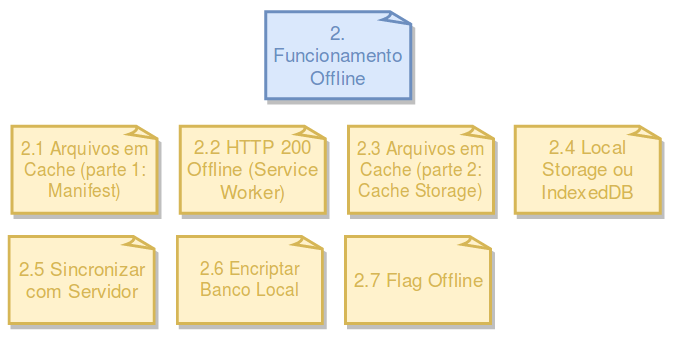 2.
Funcionamento
Offline
2.1 Arquivos em
Cache (parte 1:
Manifest)
2.2 HTTP 200
Offline (Service
Worker)
2.3 Arquivos em
Cache (parte 2:
Cache Storage)
2.4 Local
Storage ou
IndexedDB
2.5 Sincronizar
com Servidor
2.6 Encriptar
Banco Local
2.7 Flag Offline